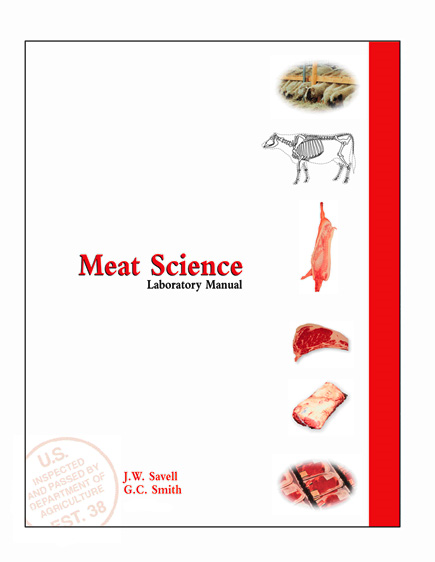 Meat Science
Laboratory Manual
J.W. Savell
G.C. Smith
U.S.
INSPECTED
AND PASSED BY
DEPARTMENT OF
AGRICULTURE
EST. 38